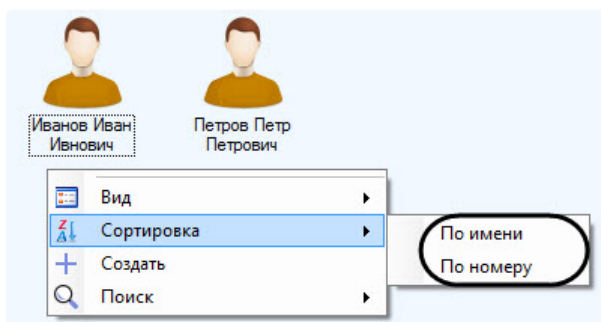 Иванов Иван
Ивнович
Петров Петр
Петрович
Вид
Сортировка
По имени
Создать
По номеру
Поиск